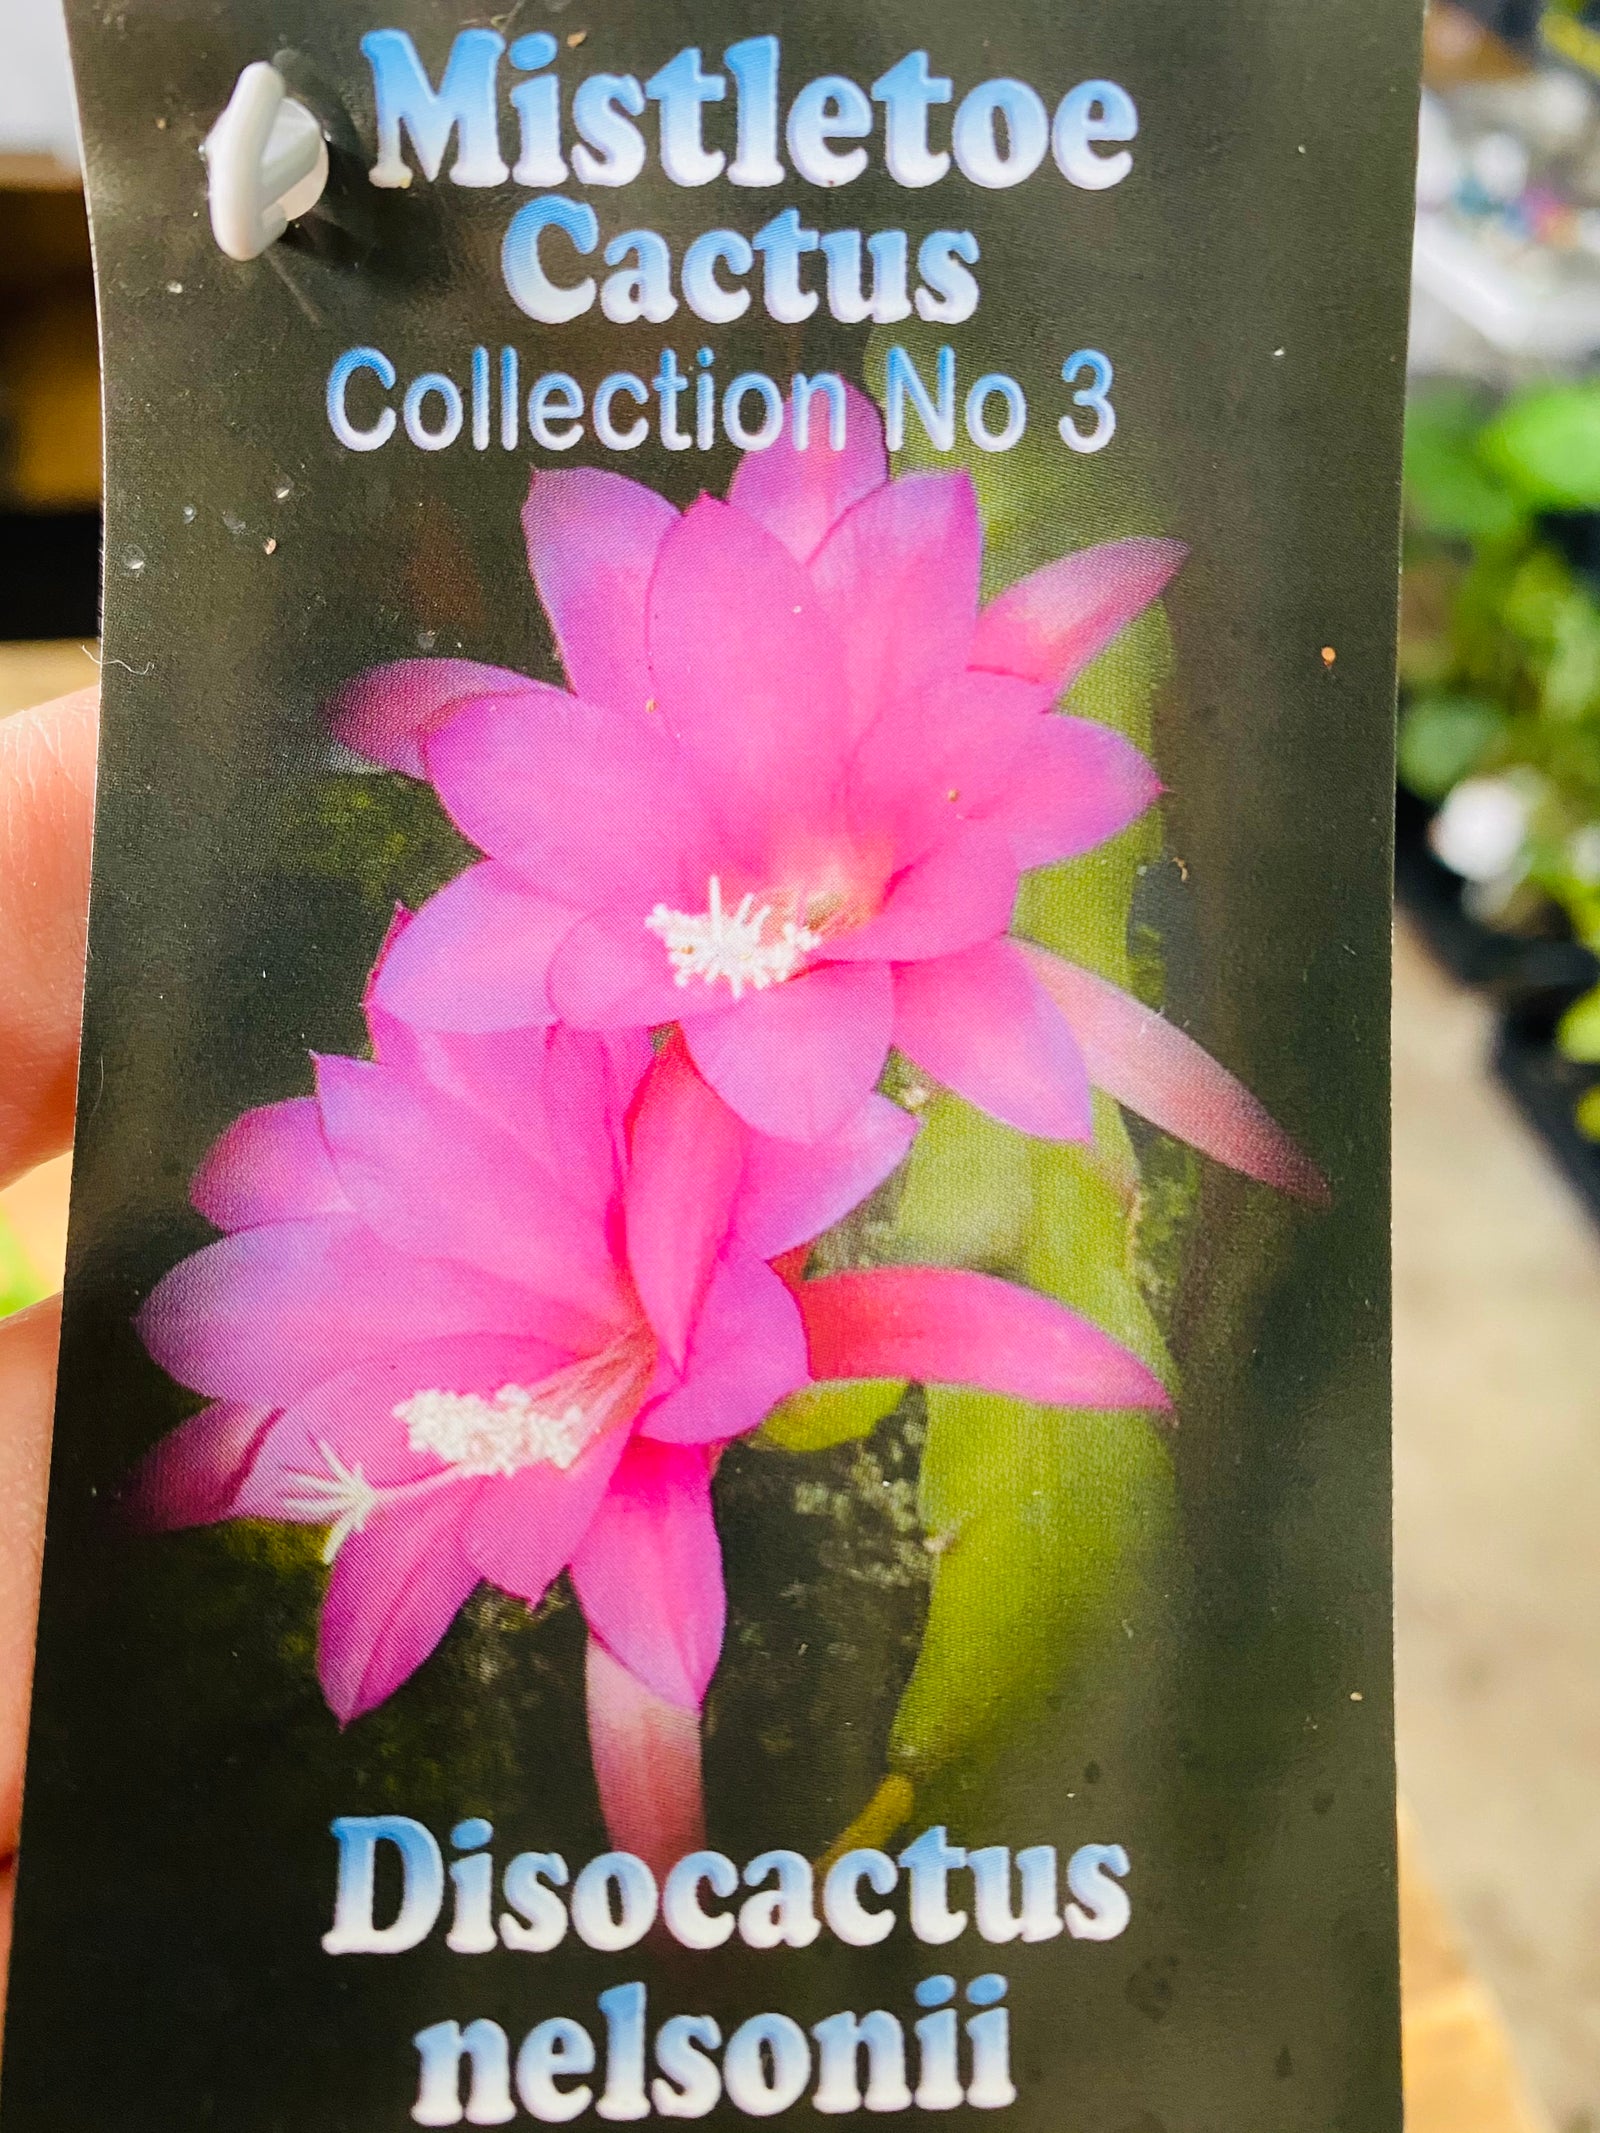 Mistletoe
Cactus
Collection No 3
Disocactus
nelsonii